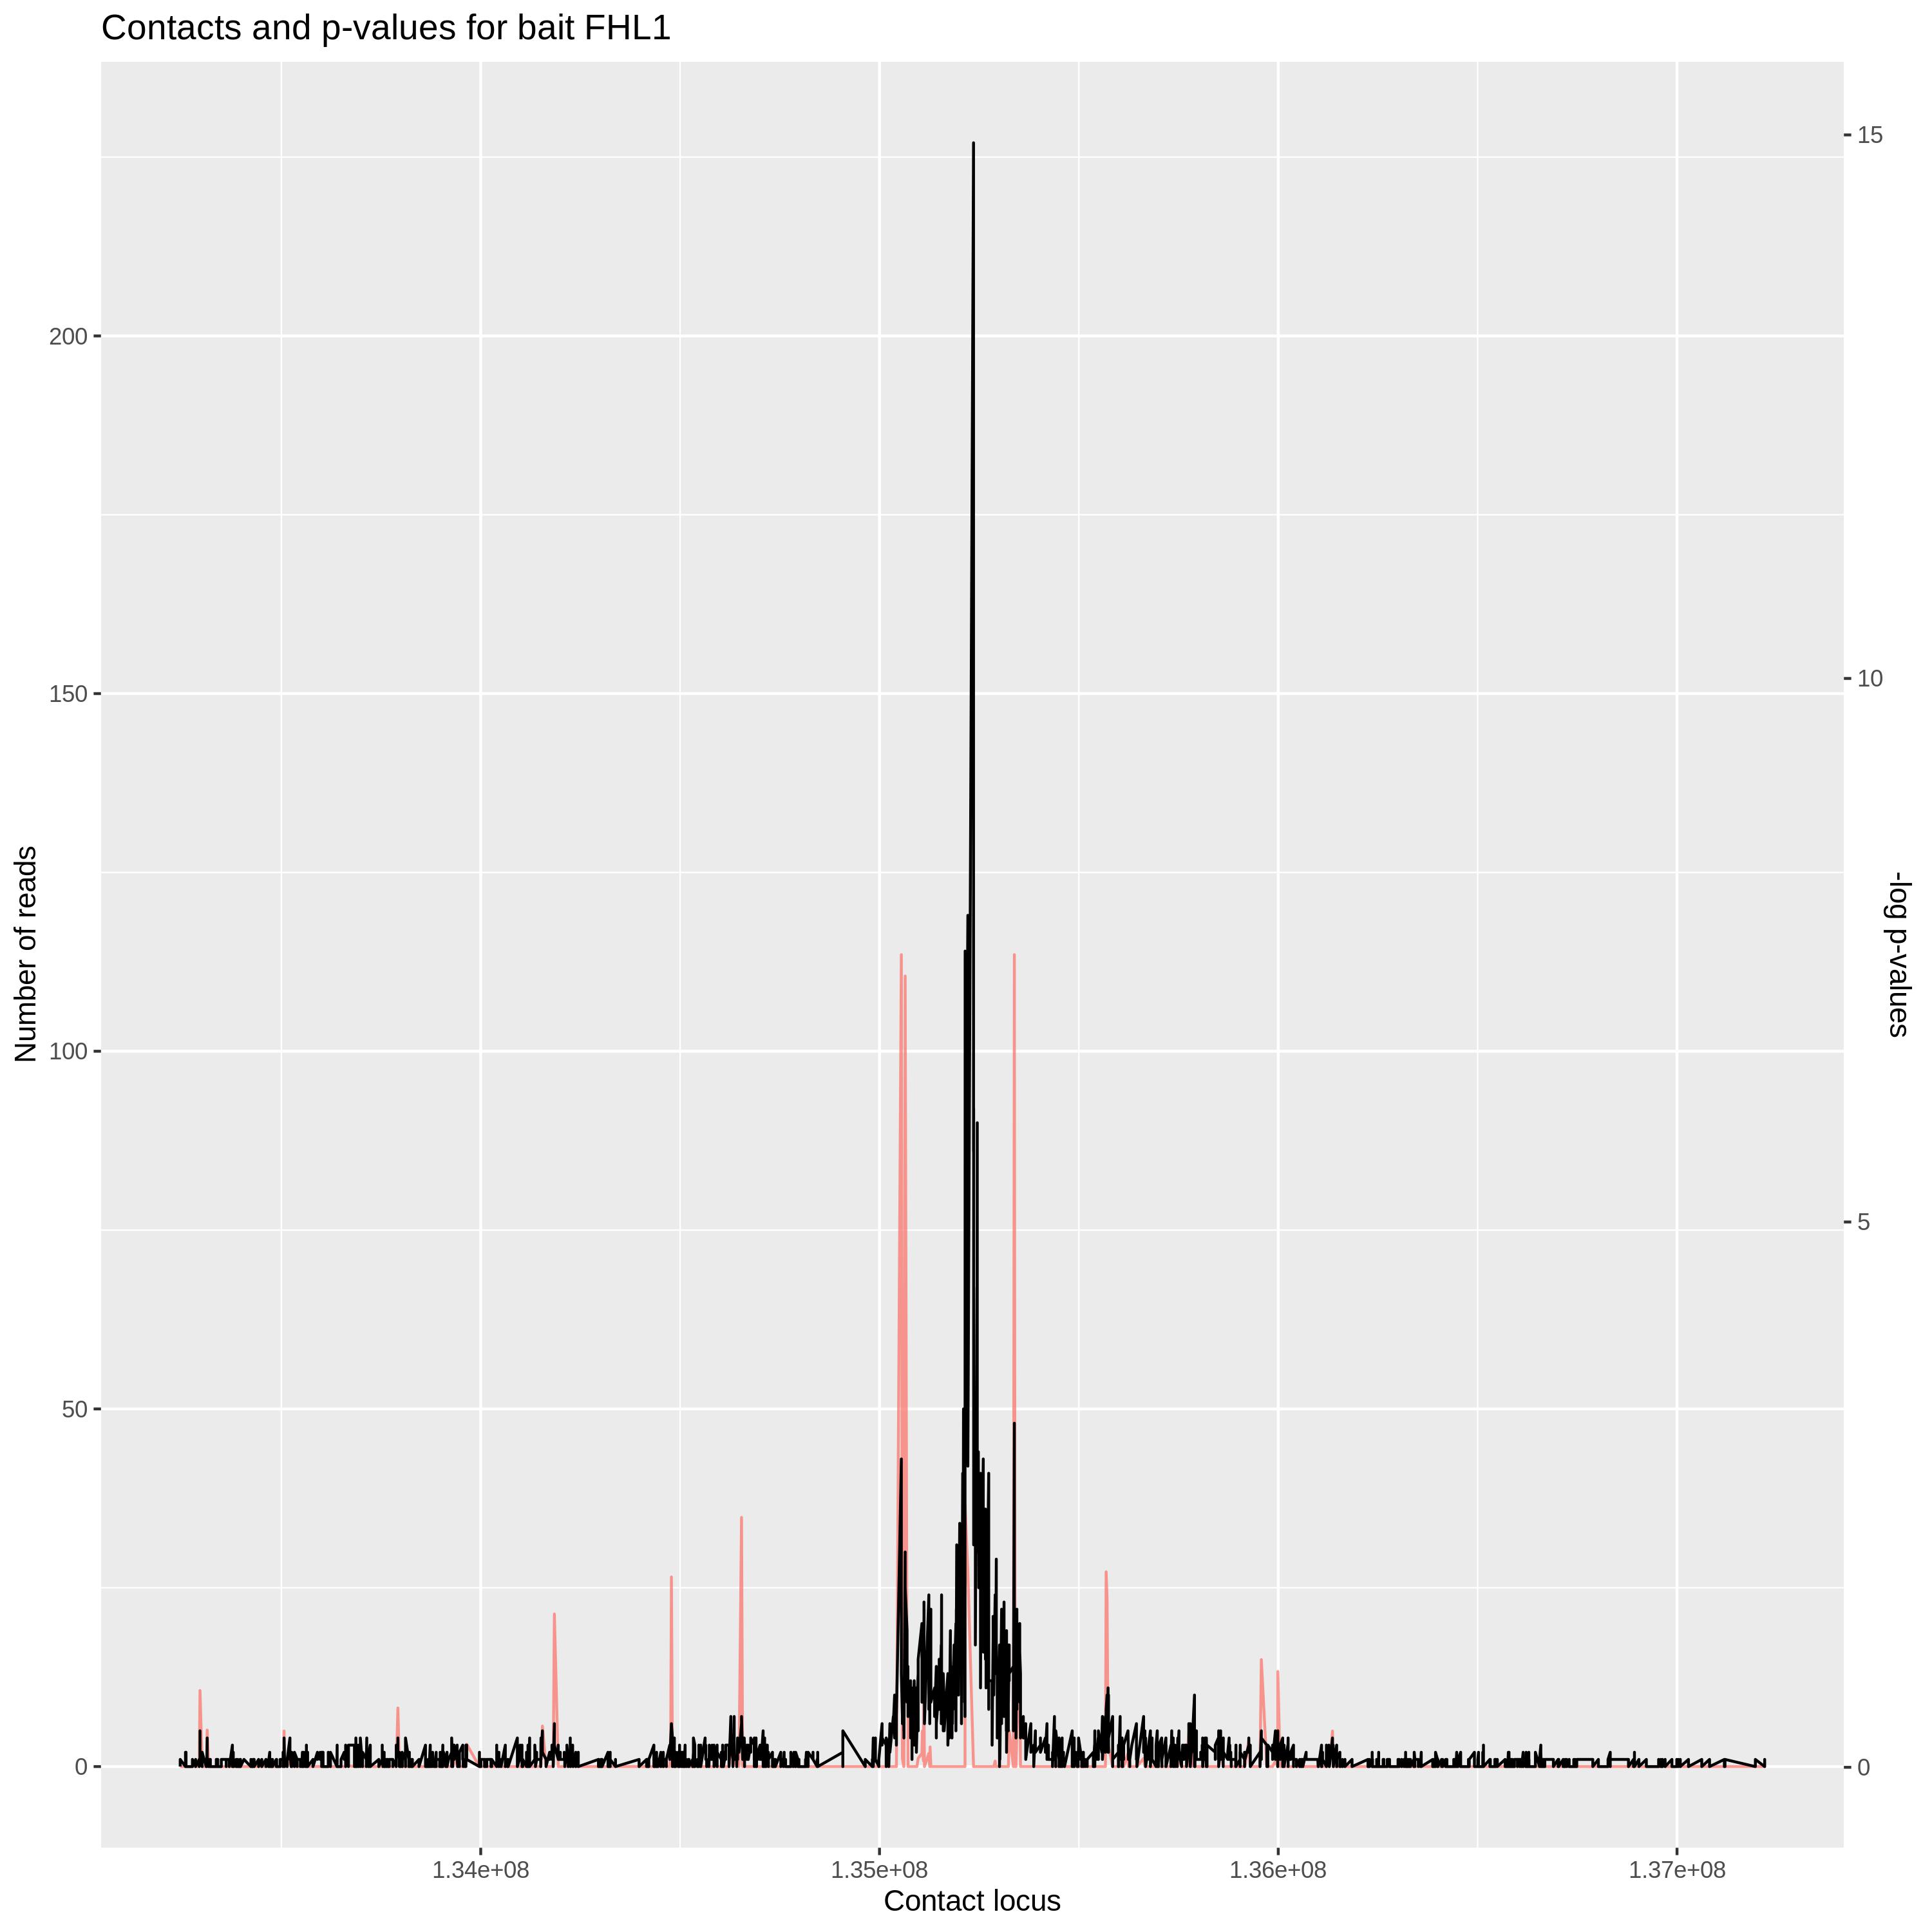 Contacts and p-values for bait FHL1
15
200
150
10
Number of reads
-log p-values
100
5
50
0
0
1.34e+08
1.35e+08
1.36e+08
1.37e+08
Contact locus